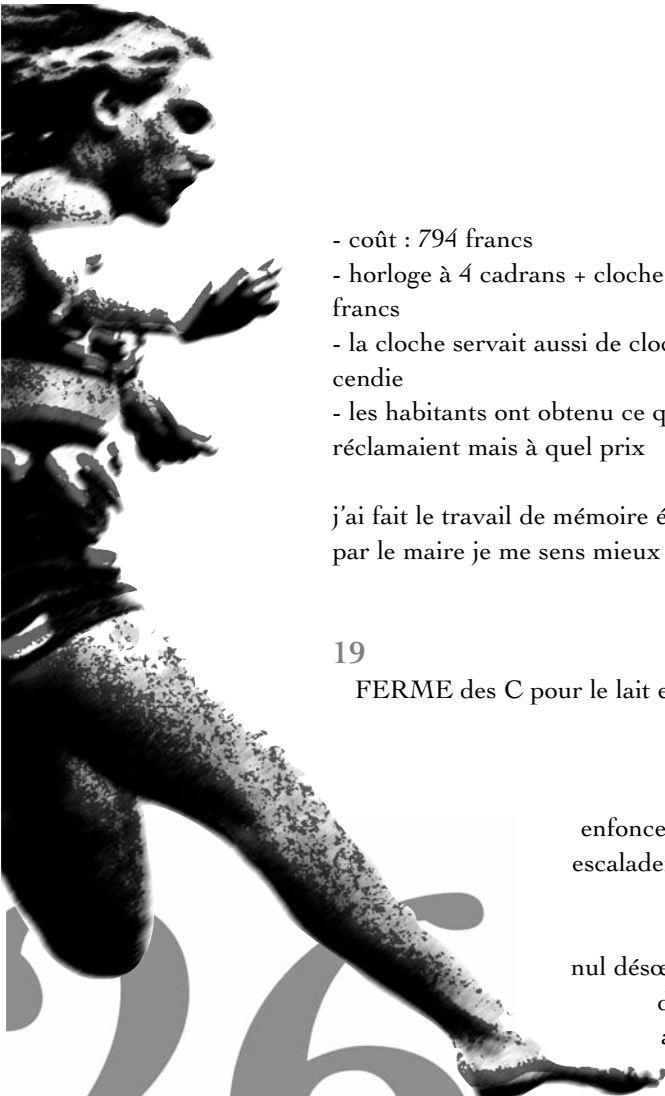 - coût : 794 francs
- horloge à 4 cadrans + cloche
francs
- la cloche servait aussi de
cendie
- les habitants ont obtenu ce
réclamaient mais à quel prix
j'ai fait le travail de mémoire
par le maire je me sens mieux
19
FERME des C pour le lait
enfonce
escalade
nul
26